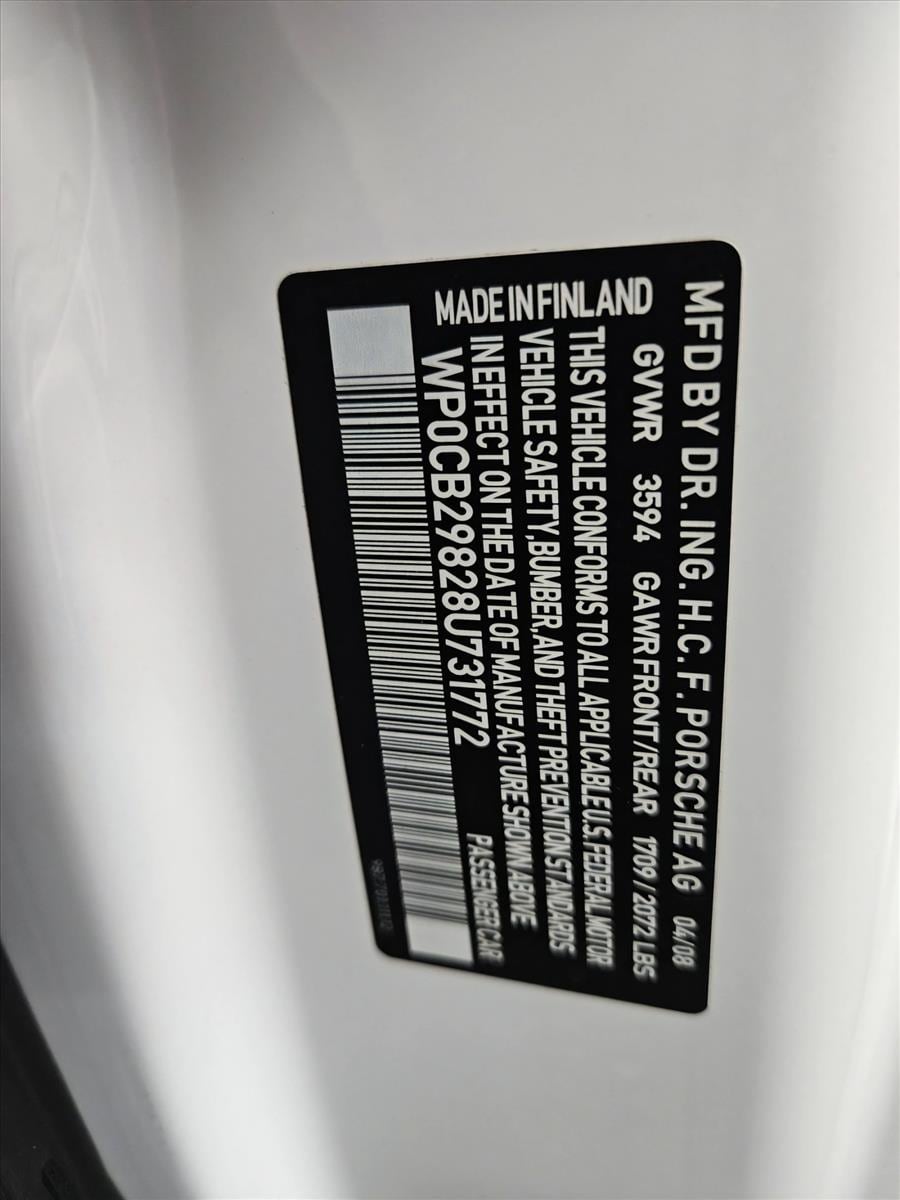 MFD BY DR. ING. H.C. F. PORSCHE AG 04/08
GVWR 3594 GAWR FRONT/REAR 1709/2072 LBS
THIS VEHICLE CONFORMS TO ALL APPLICABLE U.S. FEDERAL MOTOR
VEHICLE SAFETY, BUMBER, AND THEFT PREVENTION STANDARDS
IN EFFECT ON THE DATE OF MANUFACTURE SHOWN ABOVE
MADE IN FINLAND
WP0CB29828U731772 PASSENGER CAR